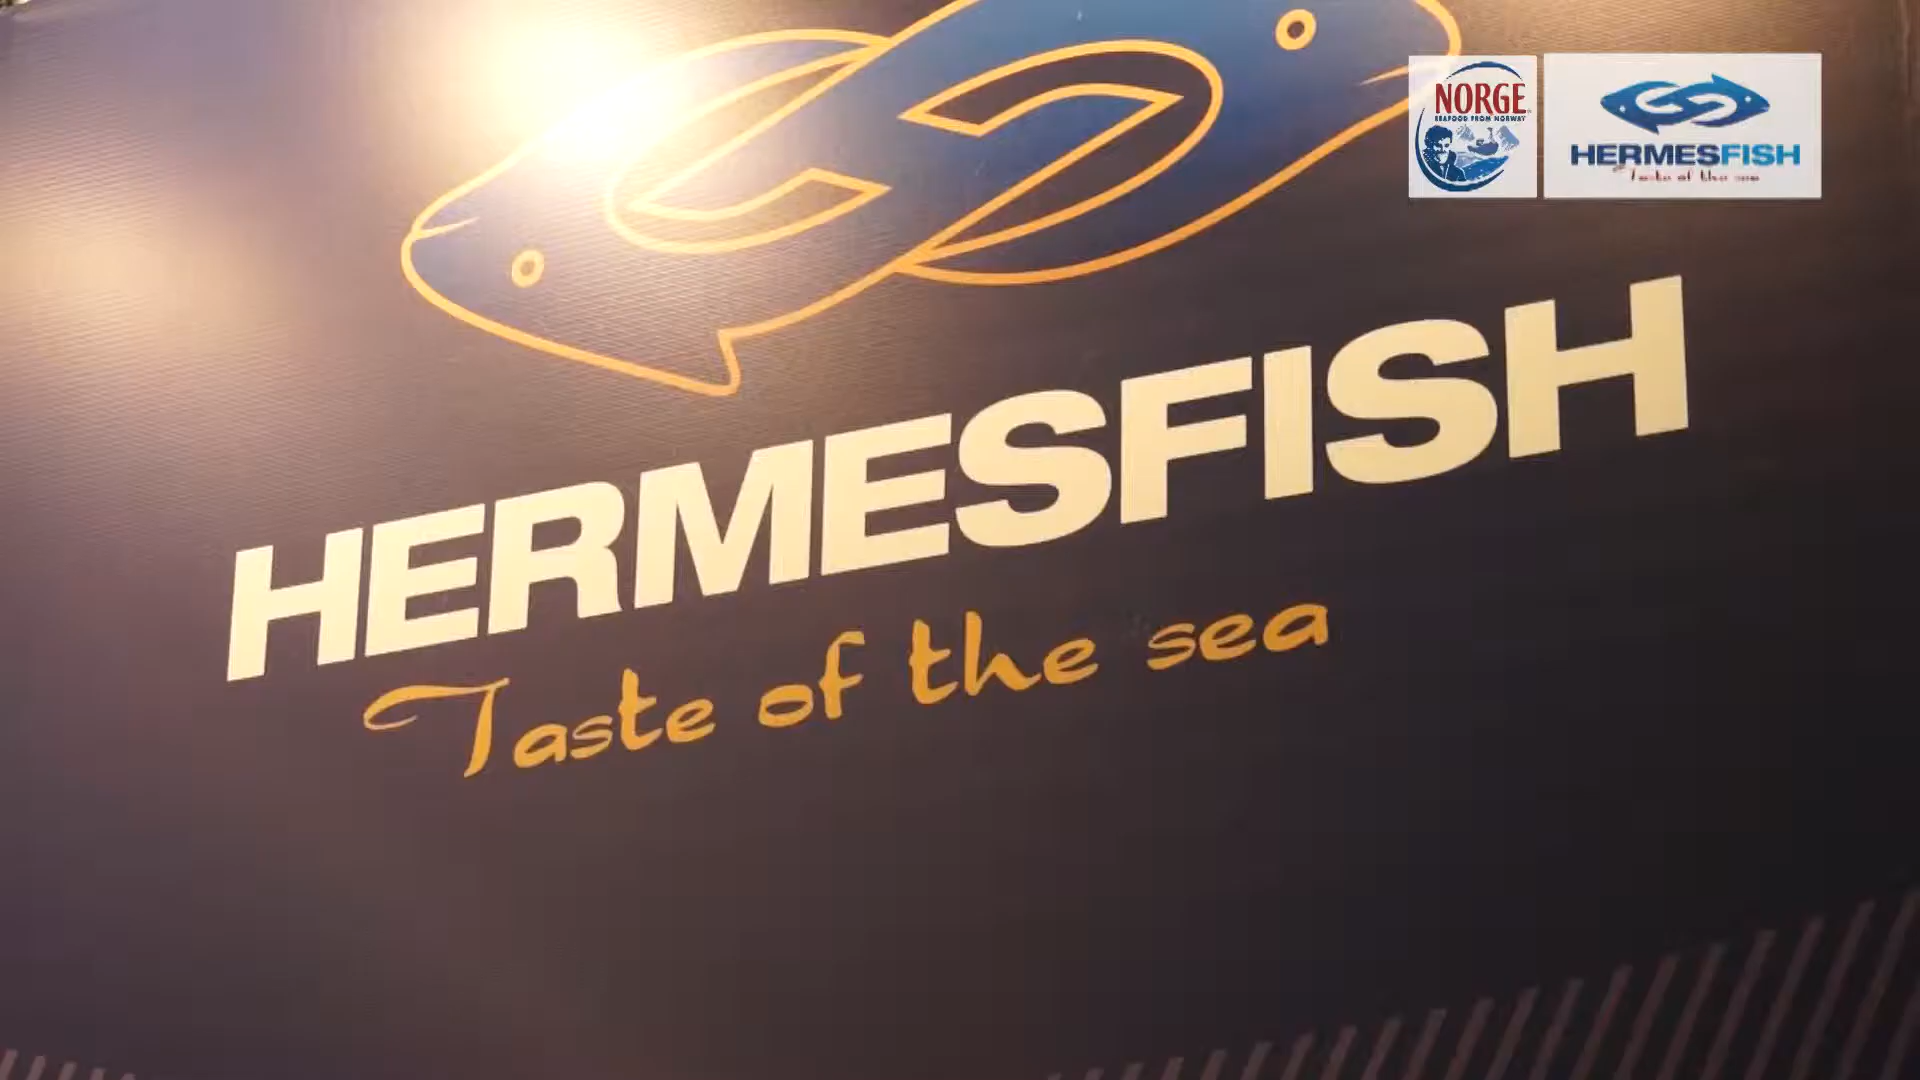 NORGE
SEAFOOD FROM NORWAY
HERMESFISH
Taste of the sea
HERMESFISH
Taste of the sea